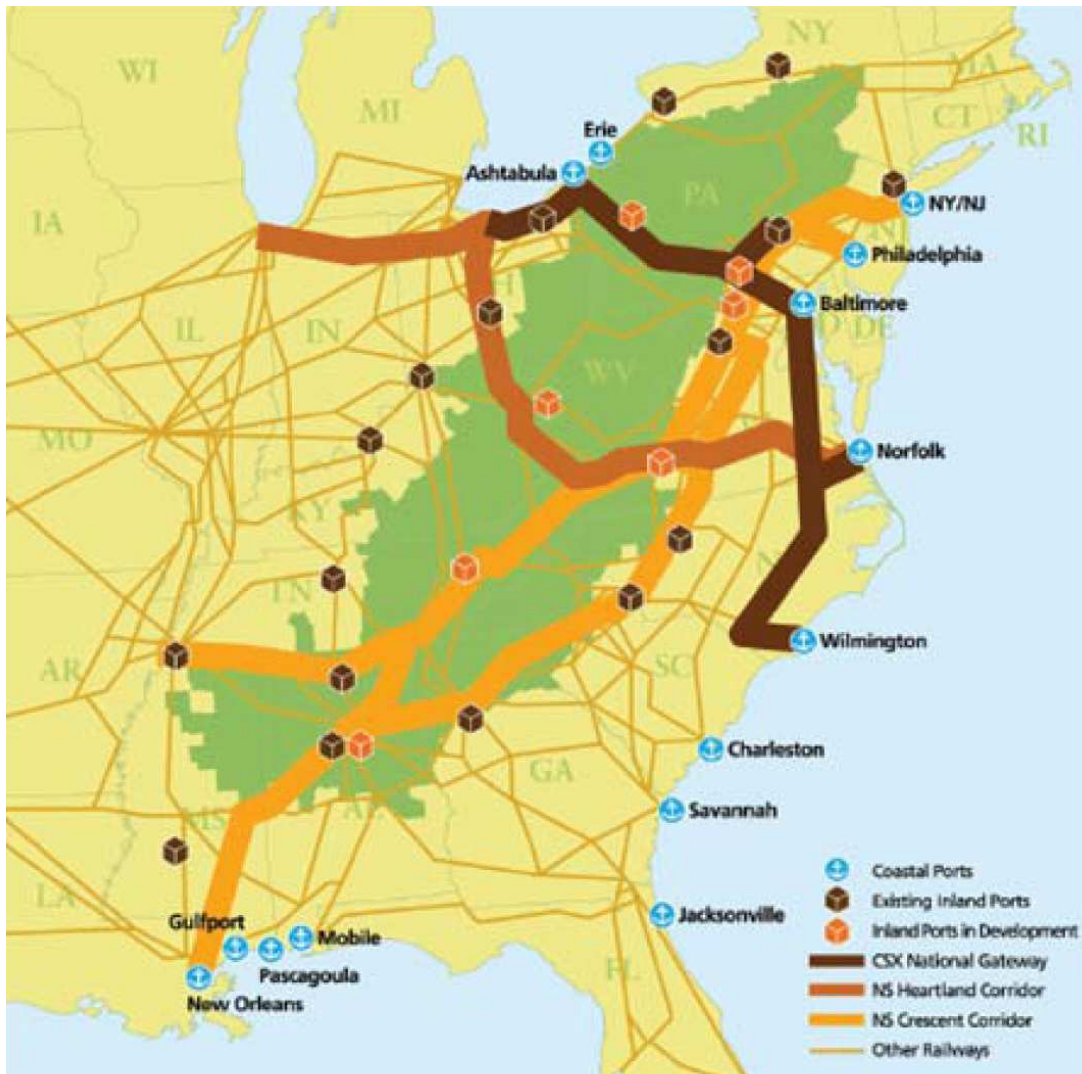 NY
WI
MA
MI
CT
RI
Erie
Ashtabula
PA
IA
NY/NJ
Philadelphia
Baltimore
IL
IN
DE
WV
MO
Norfolk
TN
Wilmington
AR
SC
Charleston
GA
Savannah
MS
LA
Gulfport
Mobile
Jacksonville
Pascagoula
New Orleans
FL
Coastal Ports
Existing Inland Ports
Inland Ports in Development
CSX National Gateway
NS Heartland Corridor
NS Crescent Corridor
Other Railways